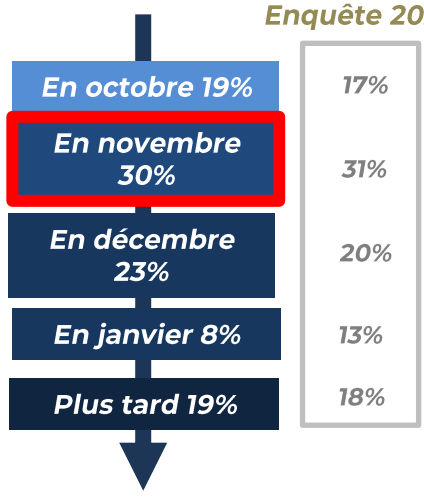 Enquête 20
En octobre 19%
17%
En novembre
30%
31%
En décembre
23%
20%
En janvier 8%
13%
Plus tard 19%
18%